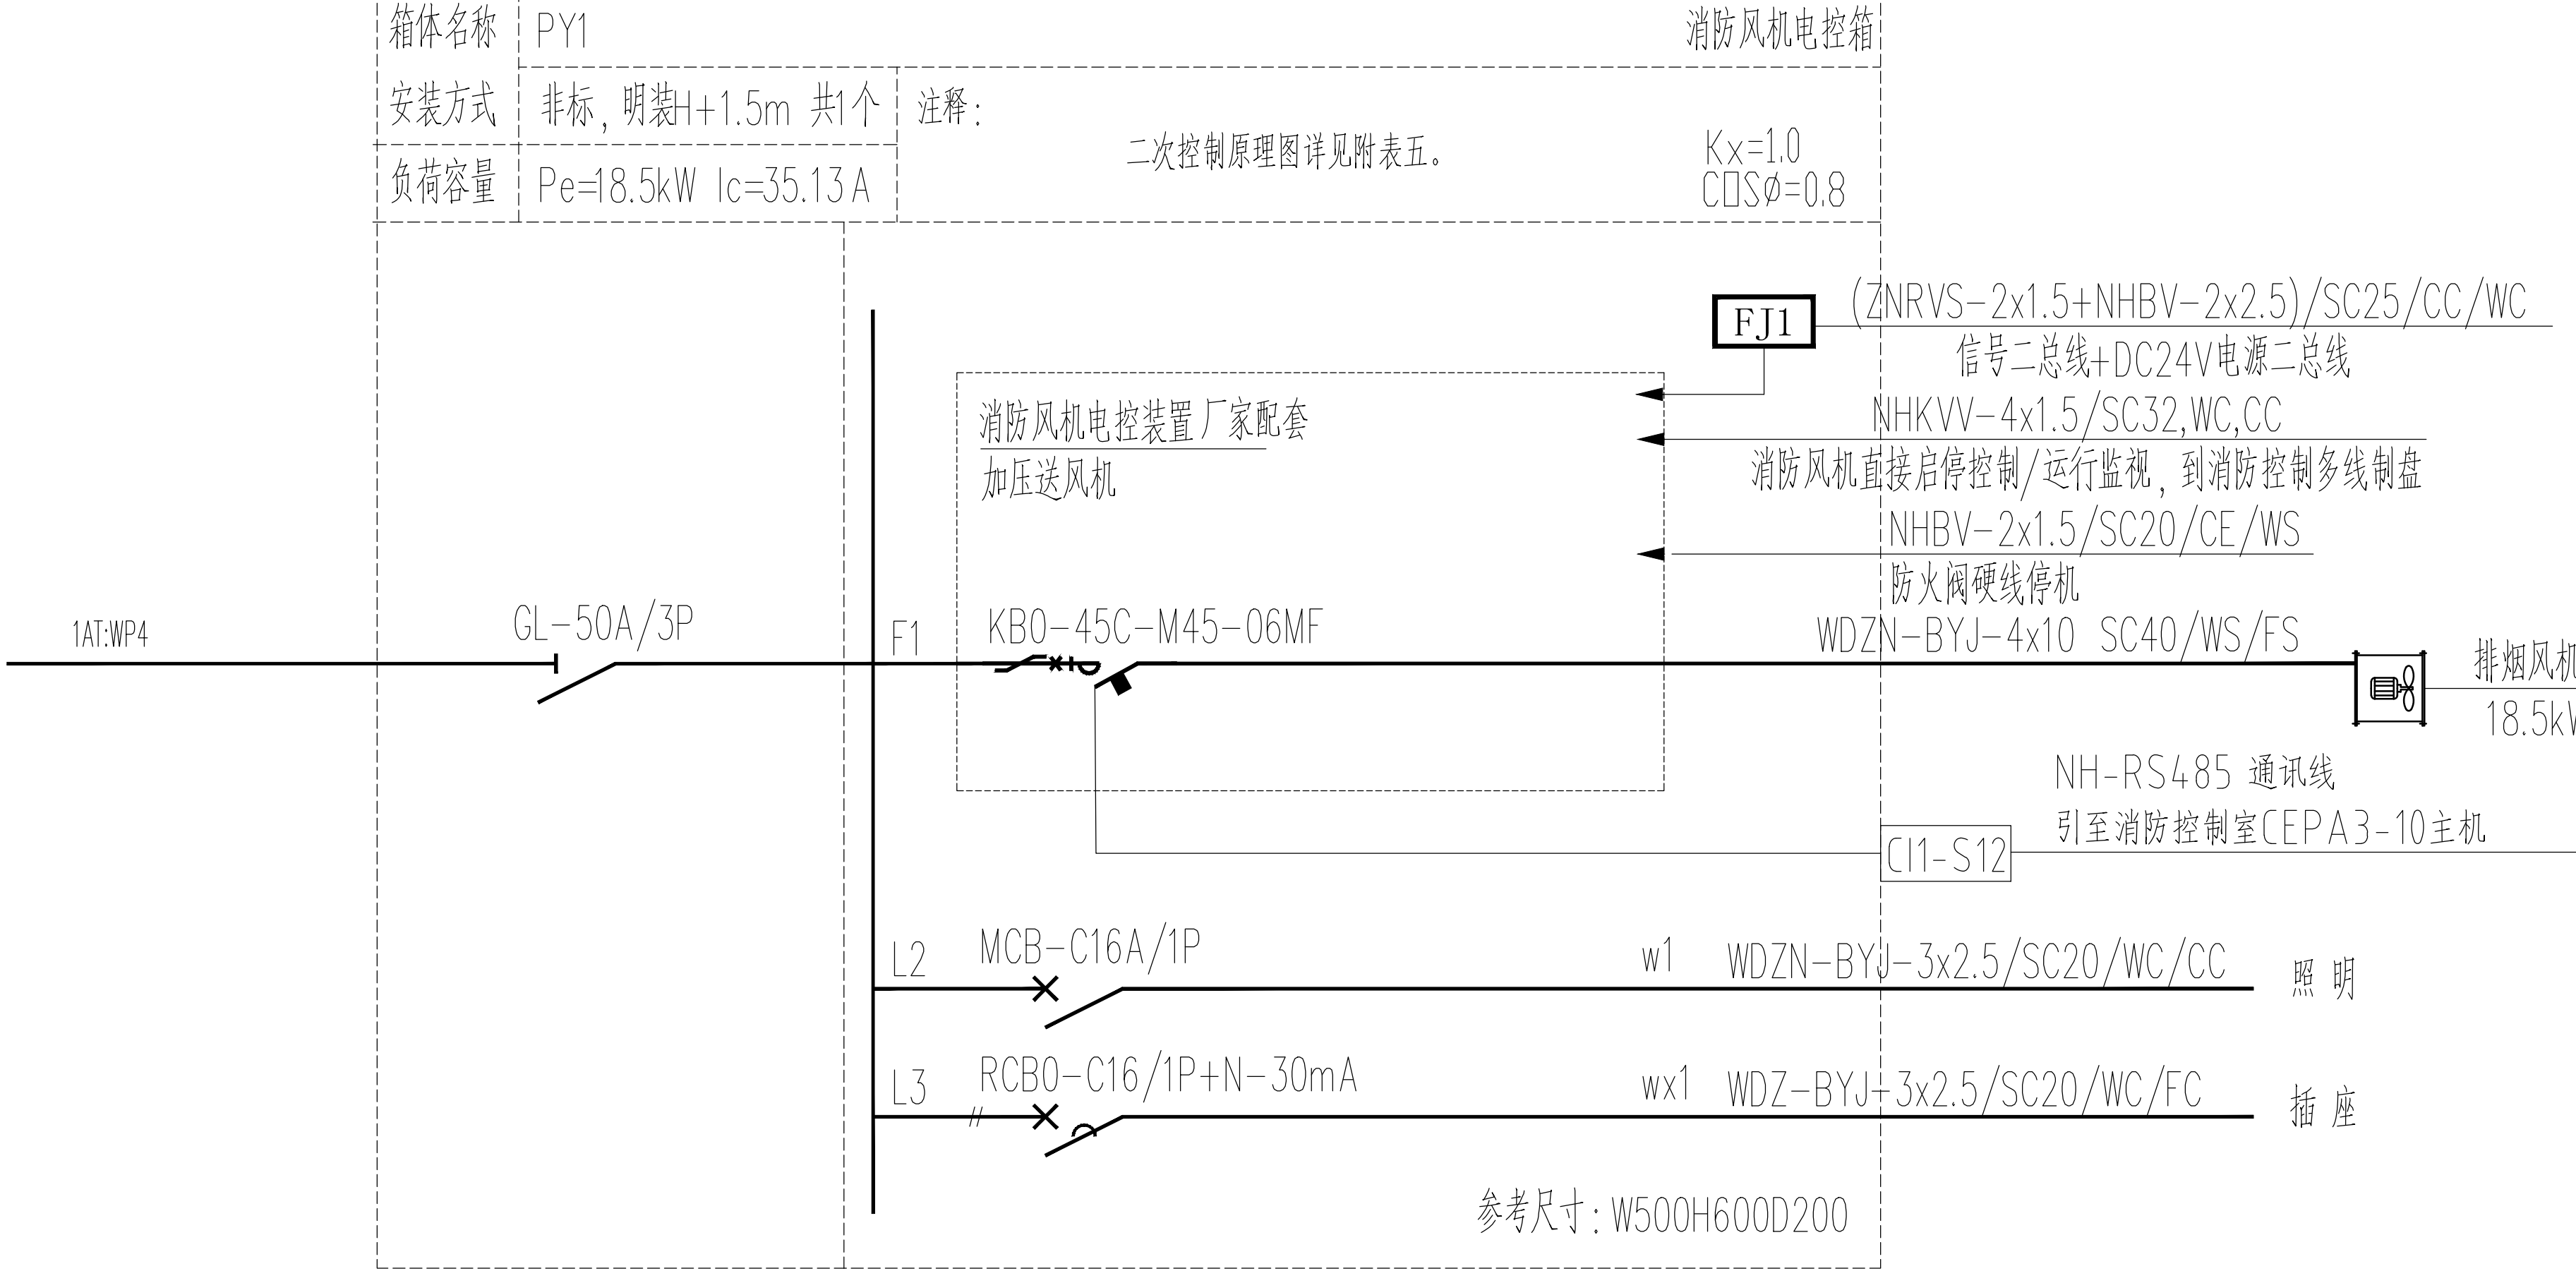 箱体名称 PY1 消防风机电控箱
安装方式 非标, 明装H+1.5m 共1个 注释:
二次控制原理图详见附表五。 Kx=1.0
负荷容量 Pe=18.5kW Ic=35.13A COSø=0.8
FJ1 (ZNRVS-2x1.5+NHBV-2x2.5)/SC25/CC/WC
信号二总线+DC24V电源二总线
消防风机电控装置厂家配套
加压送风机
NHKVV-4x1.5/SC32,WC,CC
消防风机直接启停控制/运行监视, 到消防控制多线制盘
NHBV-2x1.5/SC20/CE/WS
防火阀硬线停机
1AT:WP4 GL-50A/3P F1 KB0-45C-M45-06MF WDZN-BYJ-4x10 SC40/WS/FS
排烟风机
18.5kW
NH-RS485 通讯线
引至消防控制室CEPA3-10主机
CI1-S12
L2 MCB-C16A/1P w1 WDZN-BYJ-3x2.5/SC20/WC/CC 照 明
L3 RCBO-C16/1P+N-30mA wx1 WDZ-BYJ-3x2.5/SC20/WC/FC 插 座
参考尺寸: W500H600D200